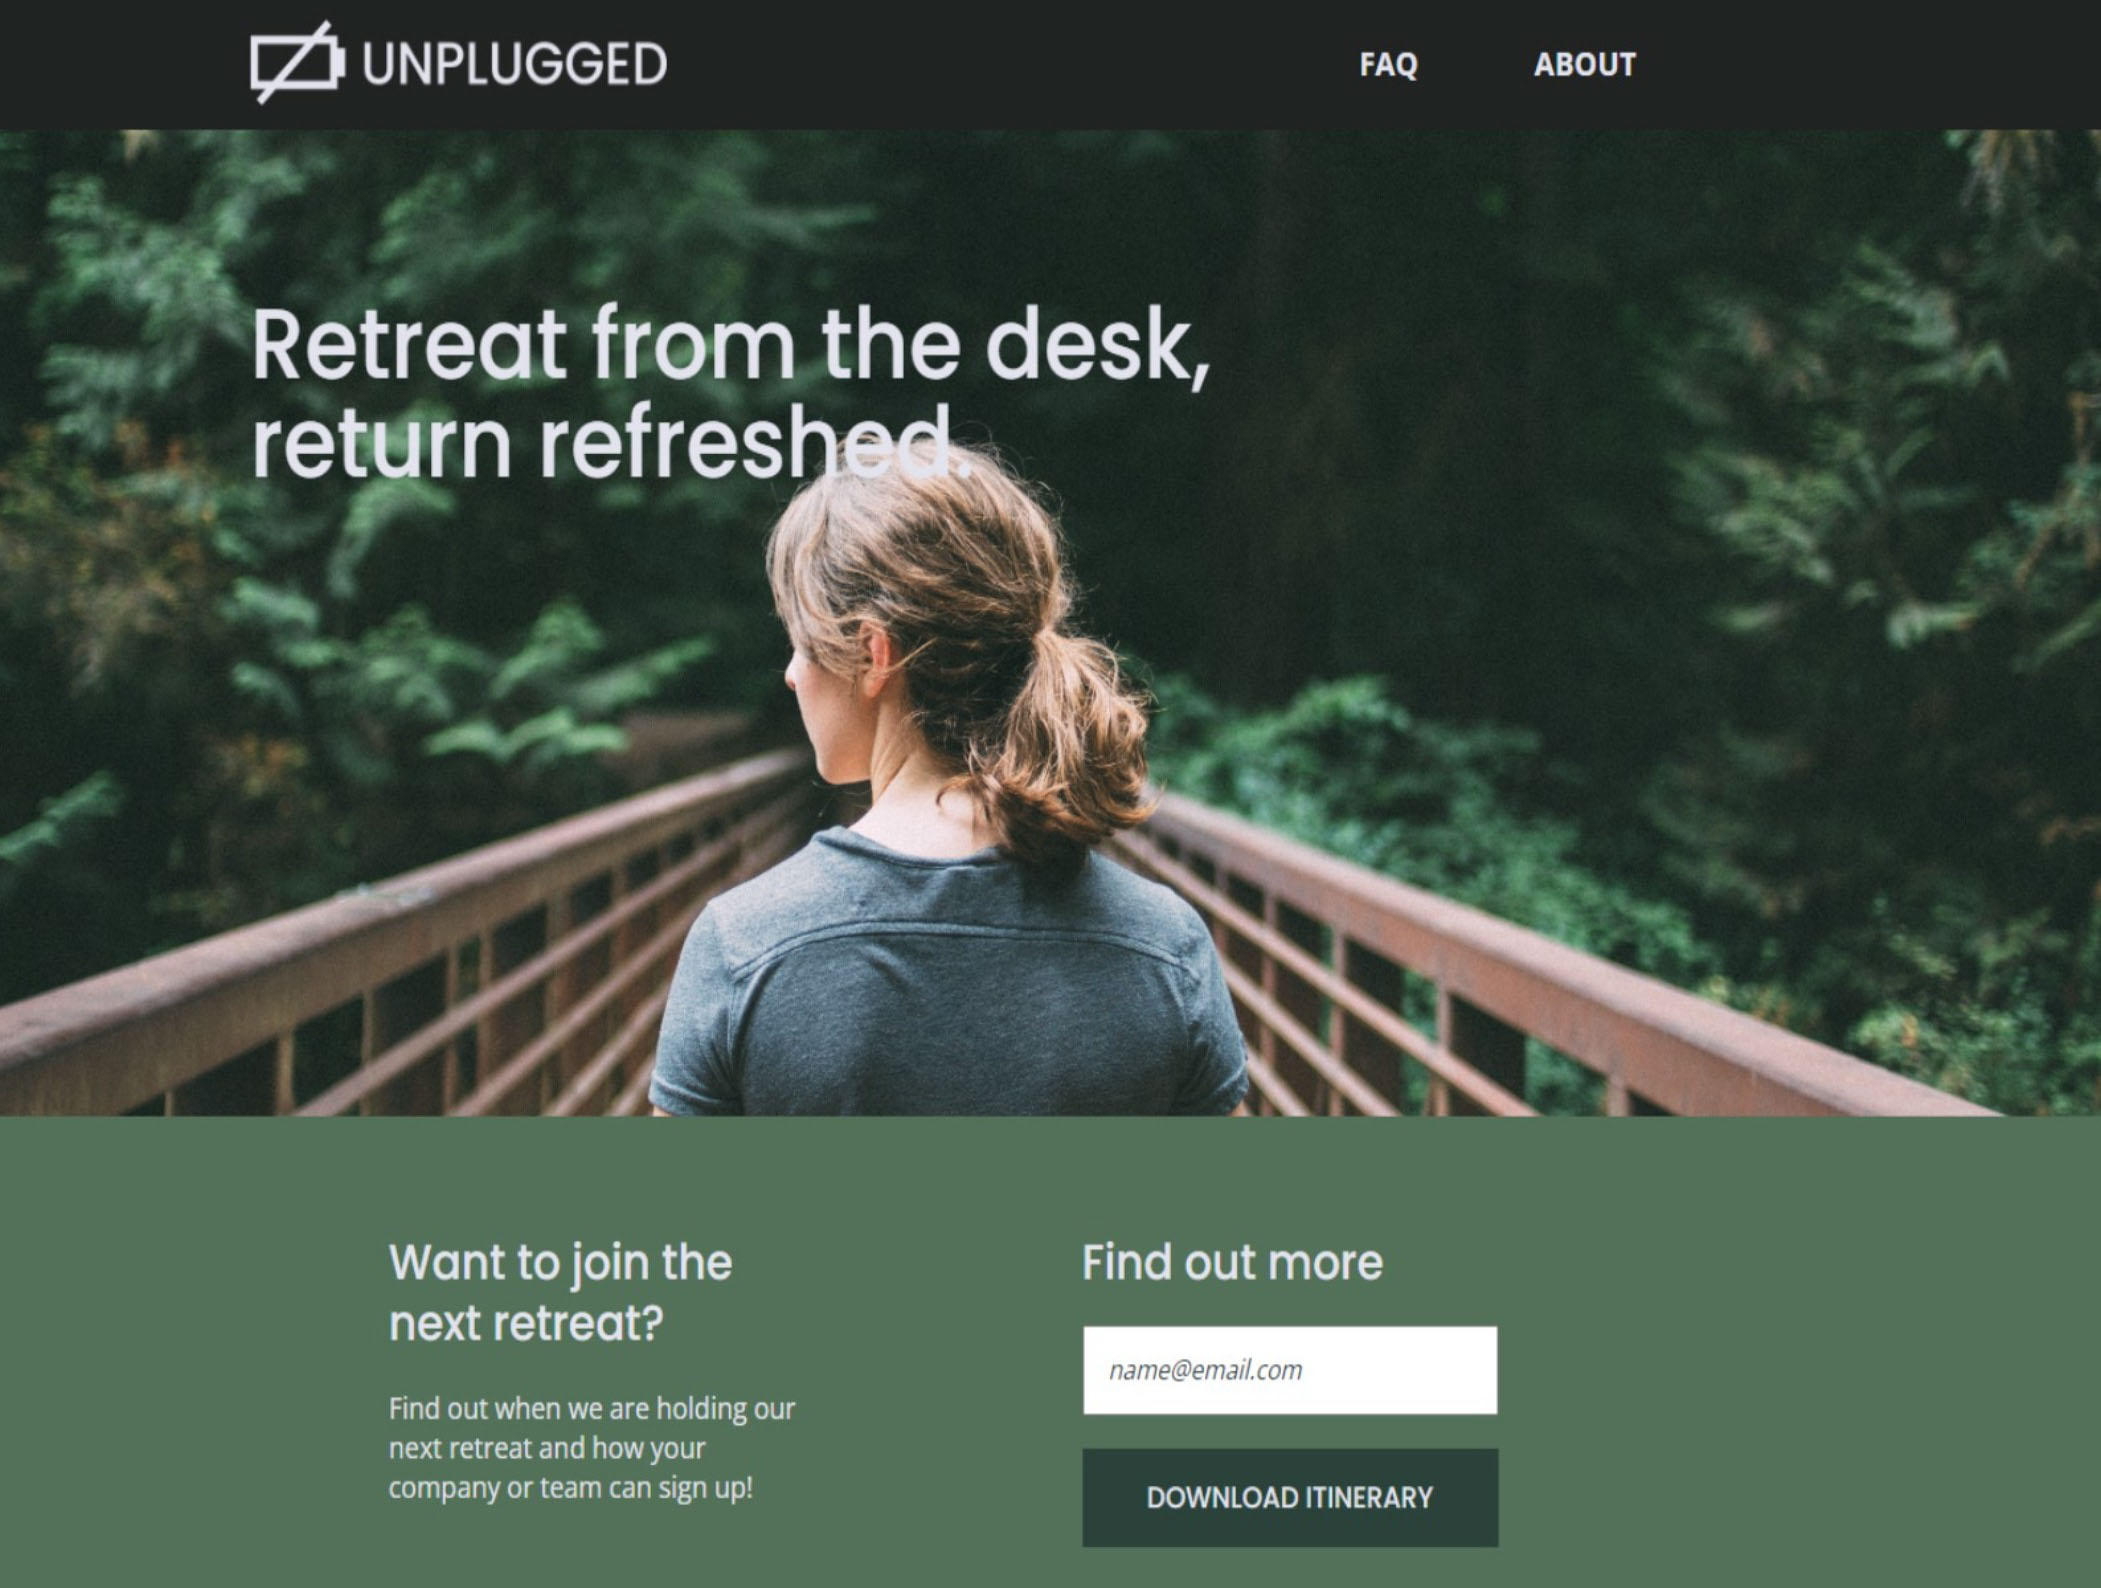 UNPLUGGED
FAQ
ABOUT
Retreat from the desk,
return refreshed.
Want to join the
next retreat?
Find out when we are holding our
next retreat and how your
company or team can sign up!
Find out more
name@email.com
DOWNLOAD ITINERARY